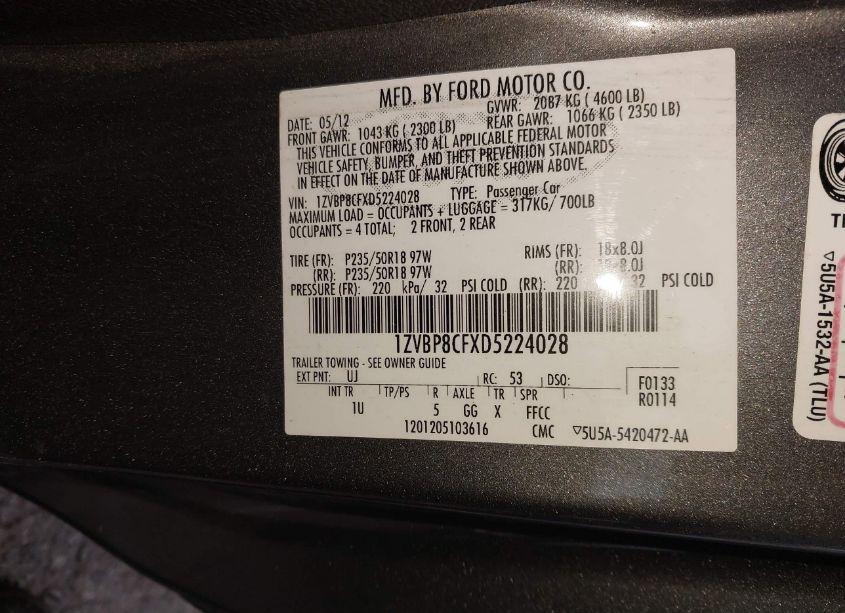 MFD. BY FORD MOTOR CO.
DATE: 05/12 GVWR: 2087 KG ( 4600 LB)
FRONT GAWR: 1043 KG ( 2300 LB) REAR GAWR: 1066 KG ( 2350 LB)
THIS VEHICLE CONFORMS TO ALL APPLICABLE FEDERAL MOTOR
VEHICLE SAFETY, BUMPER, AND THEFT PREVENTION STANDARDS
IN EFFECT ON THE DATE OF MANUFACTURE SHOWN ABOVE.
VIN: 1ZVBP8CFXD5224028 TYPE: Passenger Car
MAXIMUM LOAD = OCCUPANTS + LUGGAGE = 317KG/ 700LB
OCCUPANTS = 4 TOTAL; 2 FRONT, 2 REAR
TIRE (FR): P235/50R18 97W RIMS (FR): 18x8.0J
(RR): P235/50R18 97W (RR): 18x8.0J
PRESSURE (FR): 220 kPa/ 32 PSI COLD (RR): 220 32 PSI COLD
1ZVBP8CFXD5224028
TRAILER TOWING - SEE OWNER GUIDE
EXT PNT: UJ RC: 53 DSO: F0133
INT TR TP/PS R AXLE TR SPR R0114
1U 5 GG X FFCC
1201205103616 CMC ▽5U5A-5420472-AA
▽5U5A-1532-AA (TLU)